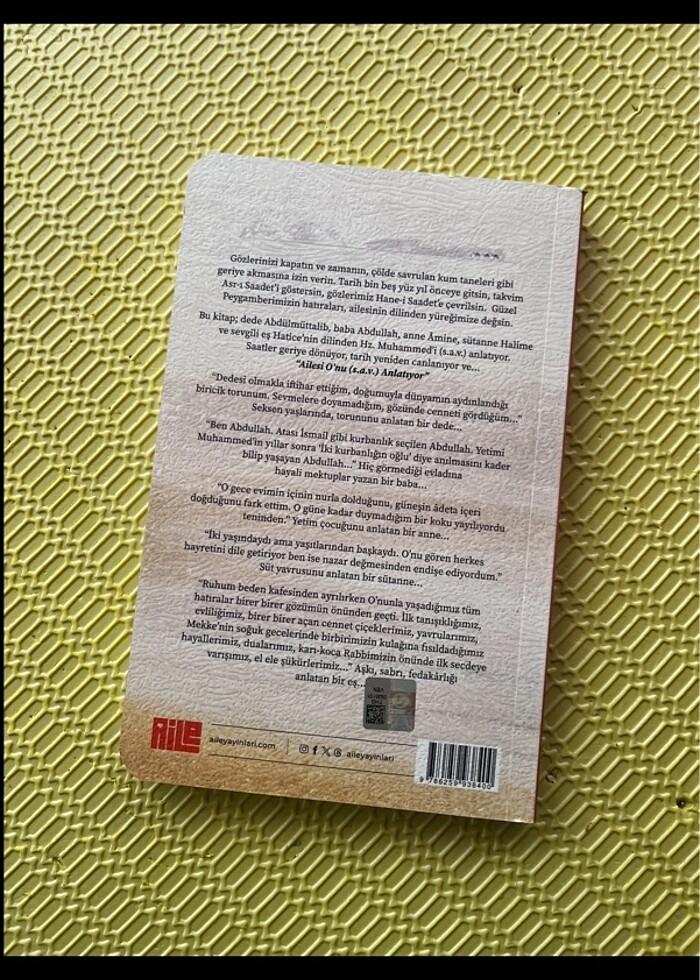 Gözlerinizi kapatın ve zamanın, çölde savrulan kum taneleri gibi
geriye akmasına izin verin. Tarih bin beş yüz yıl önceye gitsin, takvim
Asr-ı Saadet'i göstersin, gözlerimiz Hane-i Saadet'e çevrilsin. Güzel
Peygamberimizin hatıraları, ailesinin dilinden yüreğimize değsin.
Bu kitap; dede Abdülmüttalib, baba Abdullah, anne Âmine, sütanne Halime
ve sevgili eş Hatice'nin dilinden Hz. Muhammed'i (s.a.v.) anlatıyor.
Saatler geriye dönüyor, tarih yeniden canlanıyor ve...
"Ailesi O'nu (s.a.v.) Anlatıyor"
"Dedesi olmakla iftihar ettiğim, doğumuyla dünyamın aydınlandığı
biricik torunum. Sevmelere doyamadığım, gözünde cenneti gördüğüm..."
Seksen yaşlarında, torununu anlatan bir dede...
"Ben Abdullah. Atası İsmail gibi kurbanlık seçilen Abdullah. Yetimi
Muhammed'in yıllar sonra 'İki kurbanlığın oğlu' diye anılmasını kader
bilip yaşayan Abdullah..." Hiç görmediği evladına
hayali mektuplar yazan bir baba...
"O gece evimin içinin nurla dolduğunu, güneşin âdeta içeri
doğduğunu fark ettim. O güne kadar duymadığım bir koku yayılıyordu
teninden." Yetim çocuğunu anlatan bir anne...
"İki yaşındaydı ama yaşıtlarından başkaydı. O'nu gören herkes
hayretini dile getiriyor ben ise nazar değmesinden endişe ediyordum."
Süt yavrusunu anlatan bir sütanne...
"Ruhum beden kafesinden ayrılırken O'nunla yaşadığımız tüm
hatıralar birer birer gözümün önünden geçti. İlk tanışıklığımız,
evliliğimiz, birer birer açan cennet çiçeklerimiz, yavrularımız,
Mekke'nin soğuk gecelerinde birbirimizin kulağına fısıldadığımız
hayallerimiz, dualarımız, karı-koca Rabbimizin önünde ilk secdeye
varışımız, el ele şükürlerimiz..." Aşkı, sabrı, fedakârlığı
anlatan bir eş...
AİLE
aileyayinlari.com
aileyayinlari
9 786259 938400